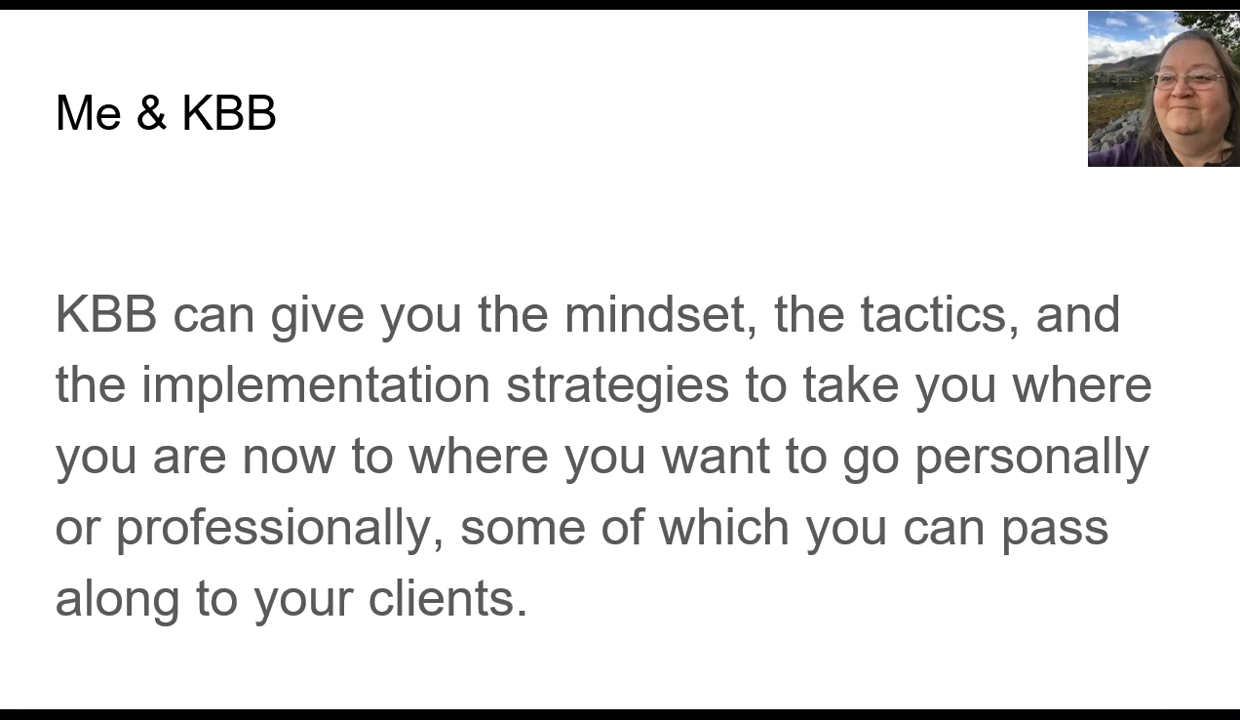 Me & KBB
KBB can give you the mindset, the tactics, and
the implementation strategies to take you where
you are now to where you want to go personally
or professionally, some of which you can pass
along to your clients.